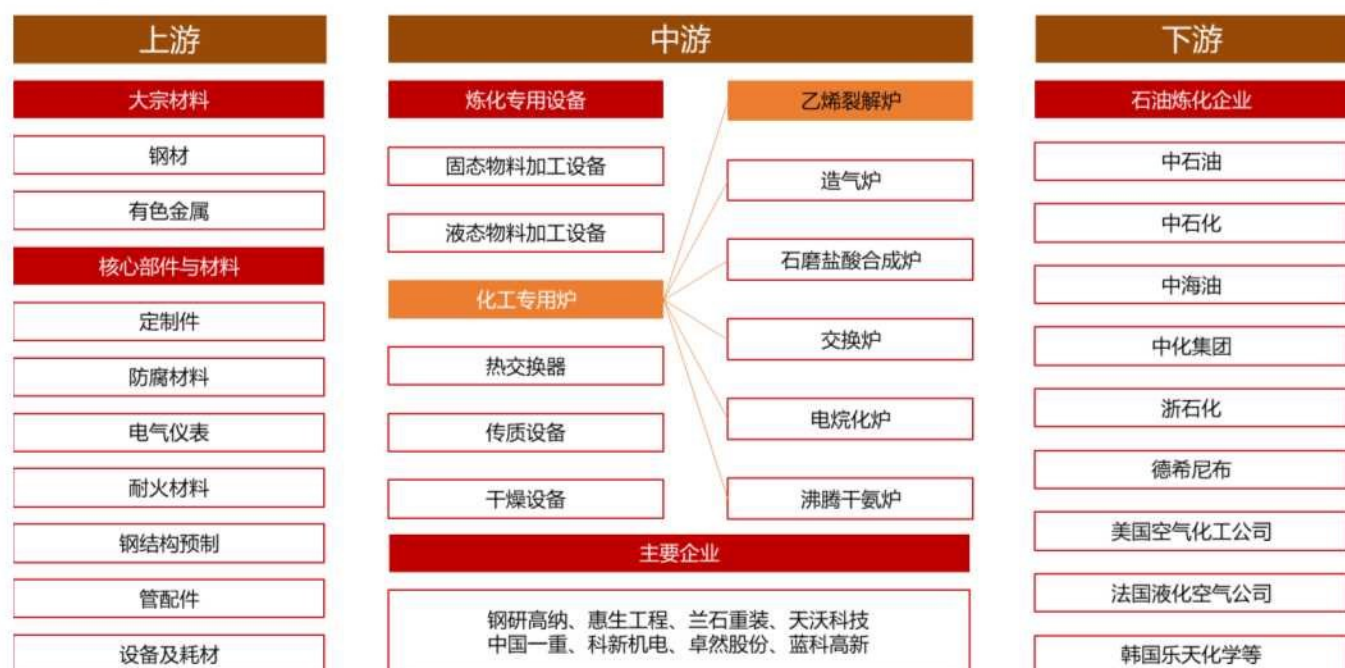 上游
大宗材料
钢材
有色金属
核心部件与材料
定制件
防腐材料
电气仪表
耐火材料
钢结构预制
管配件
设备及耗材
中游
炼化专用设备
固态物料加工设备
液态物料加工设备
化工专用炉
热交换器
传质设备
干燥设备
乙烯裂解炉
造气炉
石磨盐酸合成炉
交换炉
电烷化炉
沸腾干氨炉
主要企业
钢研高纳、惠生工程、兰石重装、天沃科技
中国一重、科新机电、卓然股份、蓝科高新
下游
石油炼化企业
中石油
中石化
中海油
中化集团
浙石化
德希尼布
美国空气化工公司
法国液化空气公司
韩国乐天化学等